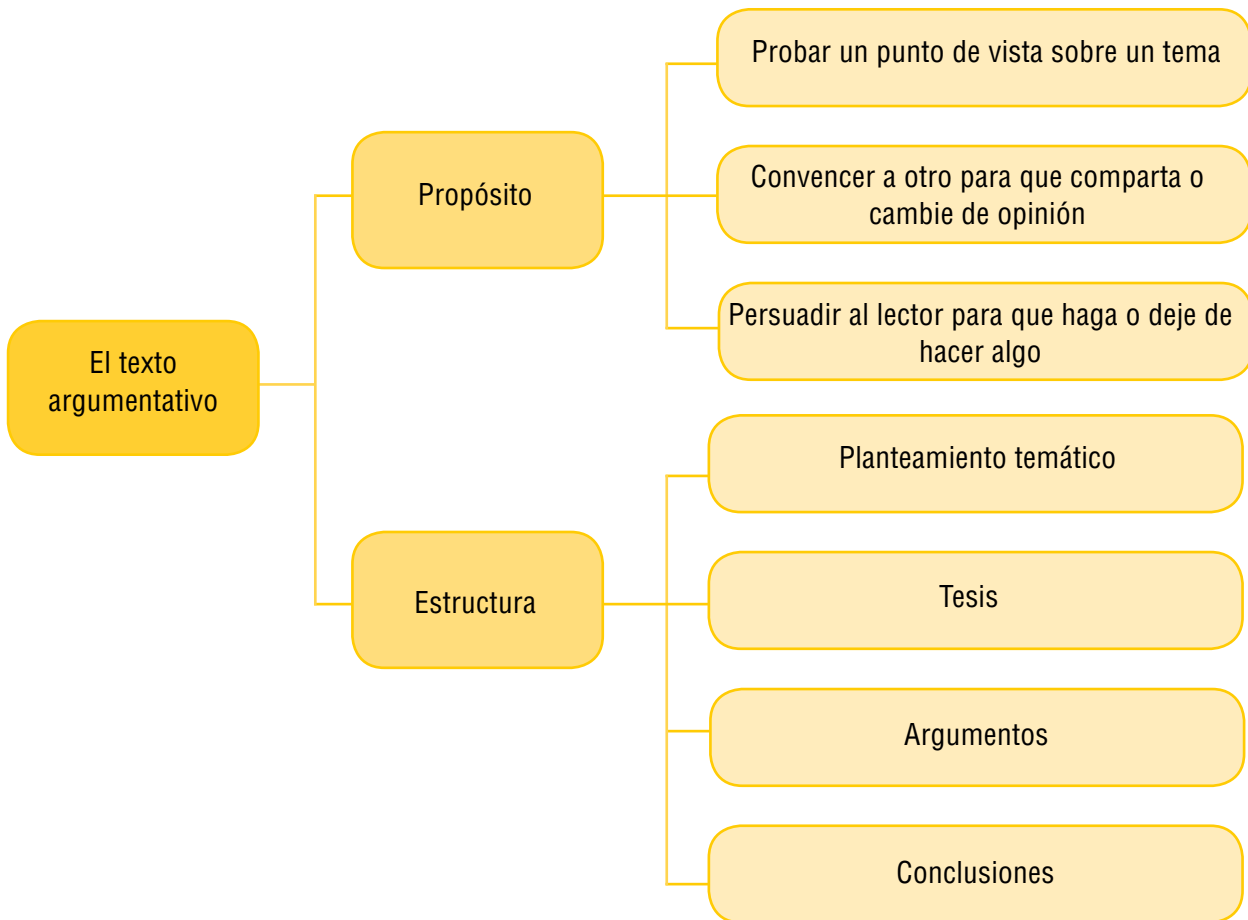 El texto
argumentativo
Propósito
Probar un punto de vista sobre un tema
Convencer a otro para que comparta o
cambie de opinión
Persuadir al lector para que haga o deje de
hacer algo
Estructura
Planteamiento temático
Tesis
Argumentos
Conclusiones